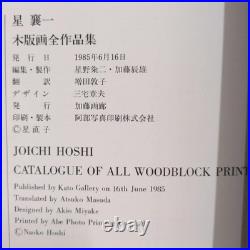 星 襄一
木版画全作品集
発行日 1985年6月16日
編集・製作 星野桊二・加藤辰雄
翻訳 増田敦子
デザイン 三宅章夫
発行 加藤画廊
印刷・製本 阿部写真印刷株式会社
©星直子
JOICHI HOSHI
CATALOGUE OF ALL WOODBLOCK PRINT
Published by Kato Gallery on 16th June 1985
Translated by Atsuko Masuda
Designed by Akio Miyake
Printed by Abe Photo Printing
©Naoko Hoshi